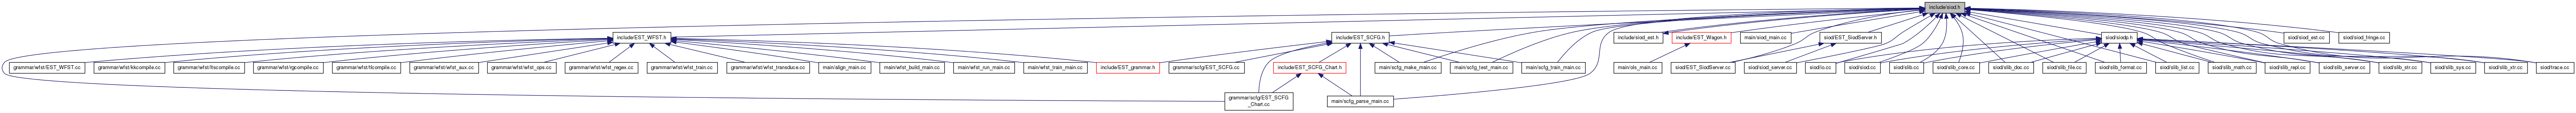 include/siod.h
include/EST_WFST.h
include/EST_SCFG.h
include/siod_est.h
include/EST_Wagon.h
main/siod_main.cc
siod/EST_SiodServer.h
siod/siodp.h
siod/siod_est.cc
siod/siod_fringe.cc
grammar/wfst/EST_WFST.cc
grammar/wfst/kkcompile.cc
grammar/wfst/ltscompile.cc
grammar/wfst/rgcompile.cc
grammar/wfst/tlcompile.cc
grammar/wfst/wfst_aux.cc
grammar/wfst/wfst_ops.cc
grammar/wfst/wfst_regex.cc
grammar/wfst/wfst_train.cc
grammar/wfst/wfst_transduce.cc
main/align_main.cc
main/wfst_build_main.cc
main/wfst_run_main.cc
main/wfst_train_main.cc
include/EST_grammar.h
grammar/scfg/EST_SCFG.cc
include/EST_SCFG_Chart.h
main/scfg_make_main.cc
main/scfg_test_main.cc
main/scfg_train_main.cc
main/ols_main.cc
siod/EST_SiodServer.cc
siod/siod_server.cc
siod/io.cc
siod/siod.cc
siod/slib.cc
siod/slib_core.cc
siod/slib_doc.cc
siod/slib_file.cc
siod/slib_format.cc
siod/slib_list.cc
siod/slib_math.cc
siod/slib_repl.cc
siod/slib_server.cc
siod/slib_str.cc
siod/slib_sys.cc
siod/slib_xtr.cc
siod/trace.cc
grammar/scfg/EST_SCFG
_Chart.cc
main/scfg_parse_main.cc